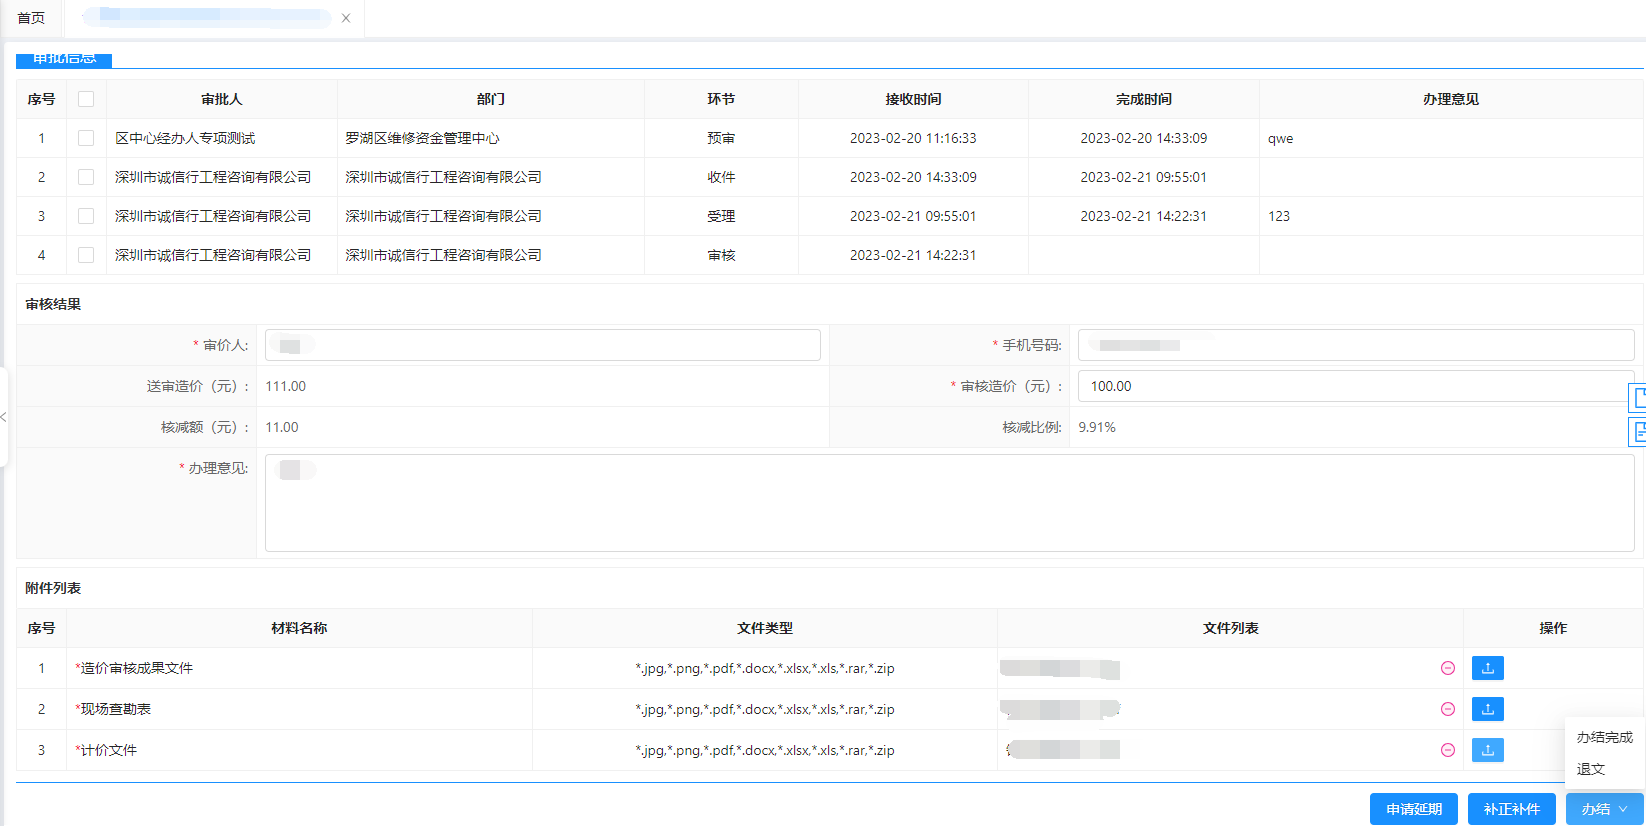 首页
审批信息
序号 审批人 部门 环节 接收时间 完成时间 办理意见
1 区中心经办人专项测试 罗湖区维修资金管理中心 预审 2023-02-20 11:16:33 2023-02-20 14:33:09 qwe
2 深圳市诚信行工程咨询有限公司 深圳市诚信行工程咨询有限公司 收件 2023-02-20 14:33:09 2023-02-21 09:55:01
3 深圳市诚信行工程咨询有限公司 深圳市诚信行工程咨询有限公司 受理 2023-02-21 09:55:01 2023-02-21 14:22:31 123
4 深圳市诚信行工程咨询有限公司 深圳市诚信行工程咨询有限公司 审核 2023-02-21 14:22:31
审核结果
* 审价人: * 手机号码:
送审造价（元）: 111.00 * 审核造价（元）: 100.00
核减额（元）: 11.00 核减比例: 9.91%
* 办理意见:
附件列表
序号 材料名称 文件类型 文件列表 操作
1 *造价审核成果文件 *.jpg,*.png,*.pdf,*.docx,*.xlsx,*.xls,*.rar,*.zip
2 *现场查勘表 *.jpg,*.png,*.pdf,*.docx,*.xlsx,*.xls,*.rar,*.zip
3 *计价文件 *.jpg,*.png,*.pdf,*.docx,*.xlsx,*.xls,*.rar,*.zip
办结完成
退文
申请延期 补正补件 办结